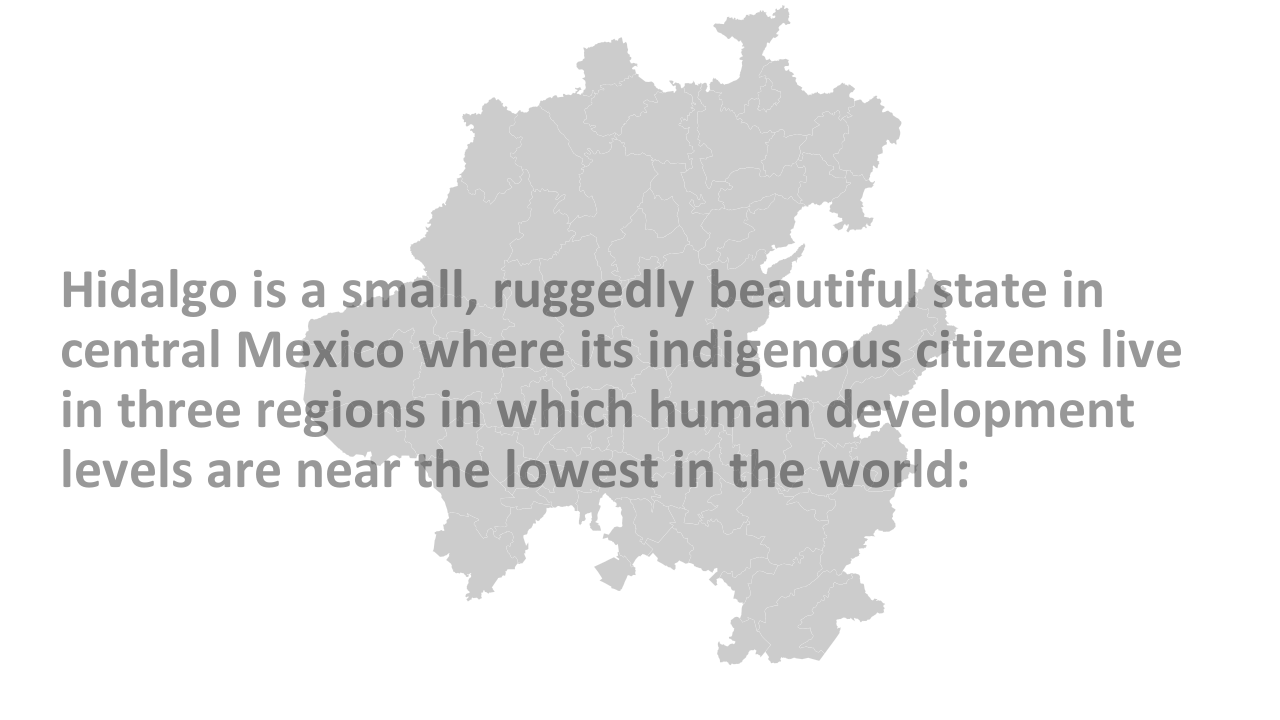 Hidalgo is a small, ruggedly beautiful state in
central Mexico where its indigenous citizens live
in three regions in which human development
levels are near the lowest in the world: